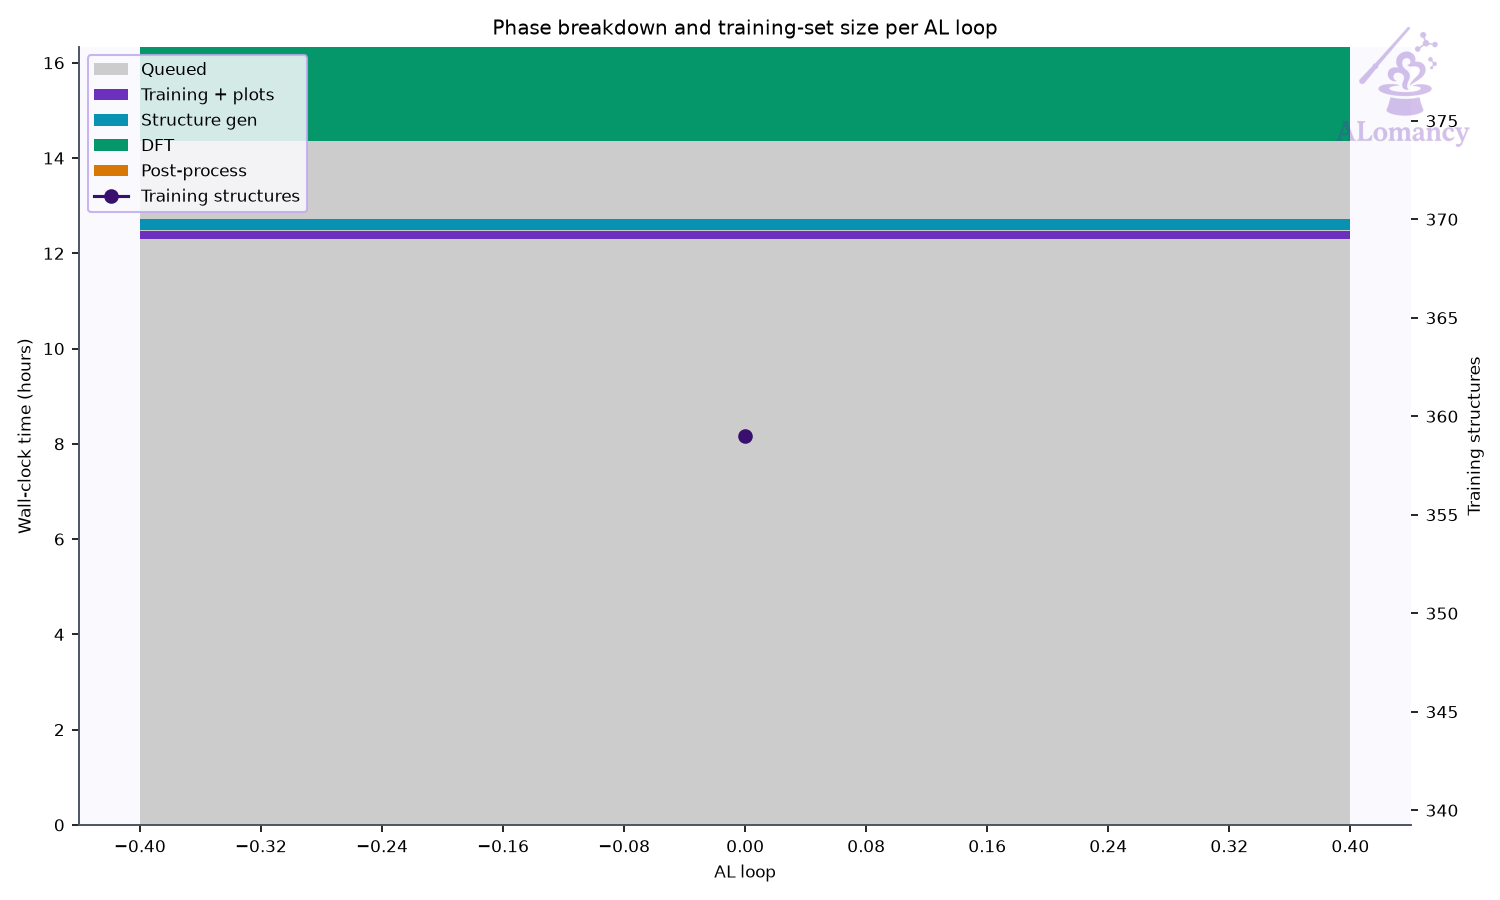 Phase breakdown and training-set size per AL loop
ALomancy
Queued
Training + plots
Structure gen
DFT
Post-process
Training structures
Wall-clock time (hours)
16
14
12
10
8
6
4
2
0
375
370
365
360
355
350
345
340
Training structures
−0.40 −0.32 −0.24 −0.16 −0.08 0.00 0.08 0.16 0.24 0.32 0.40
AL loop